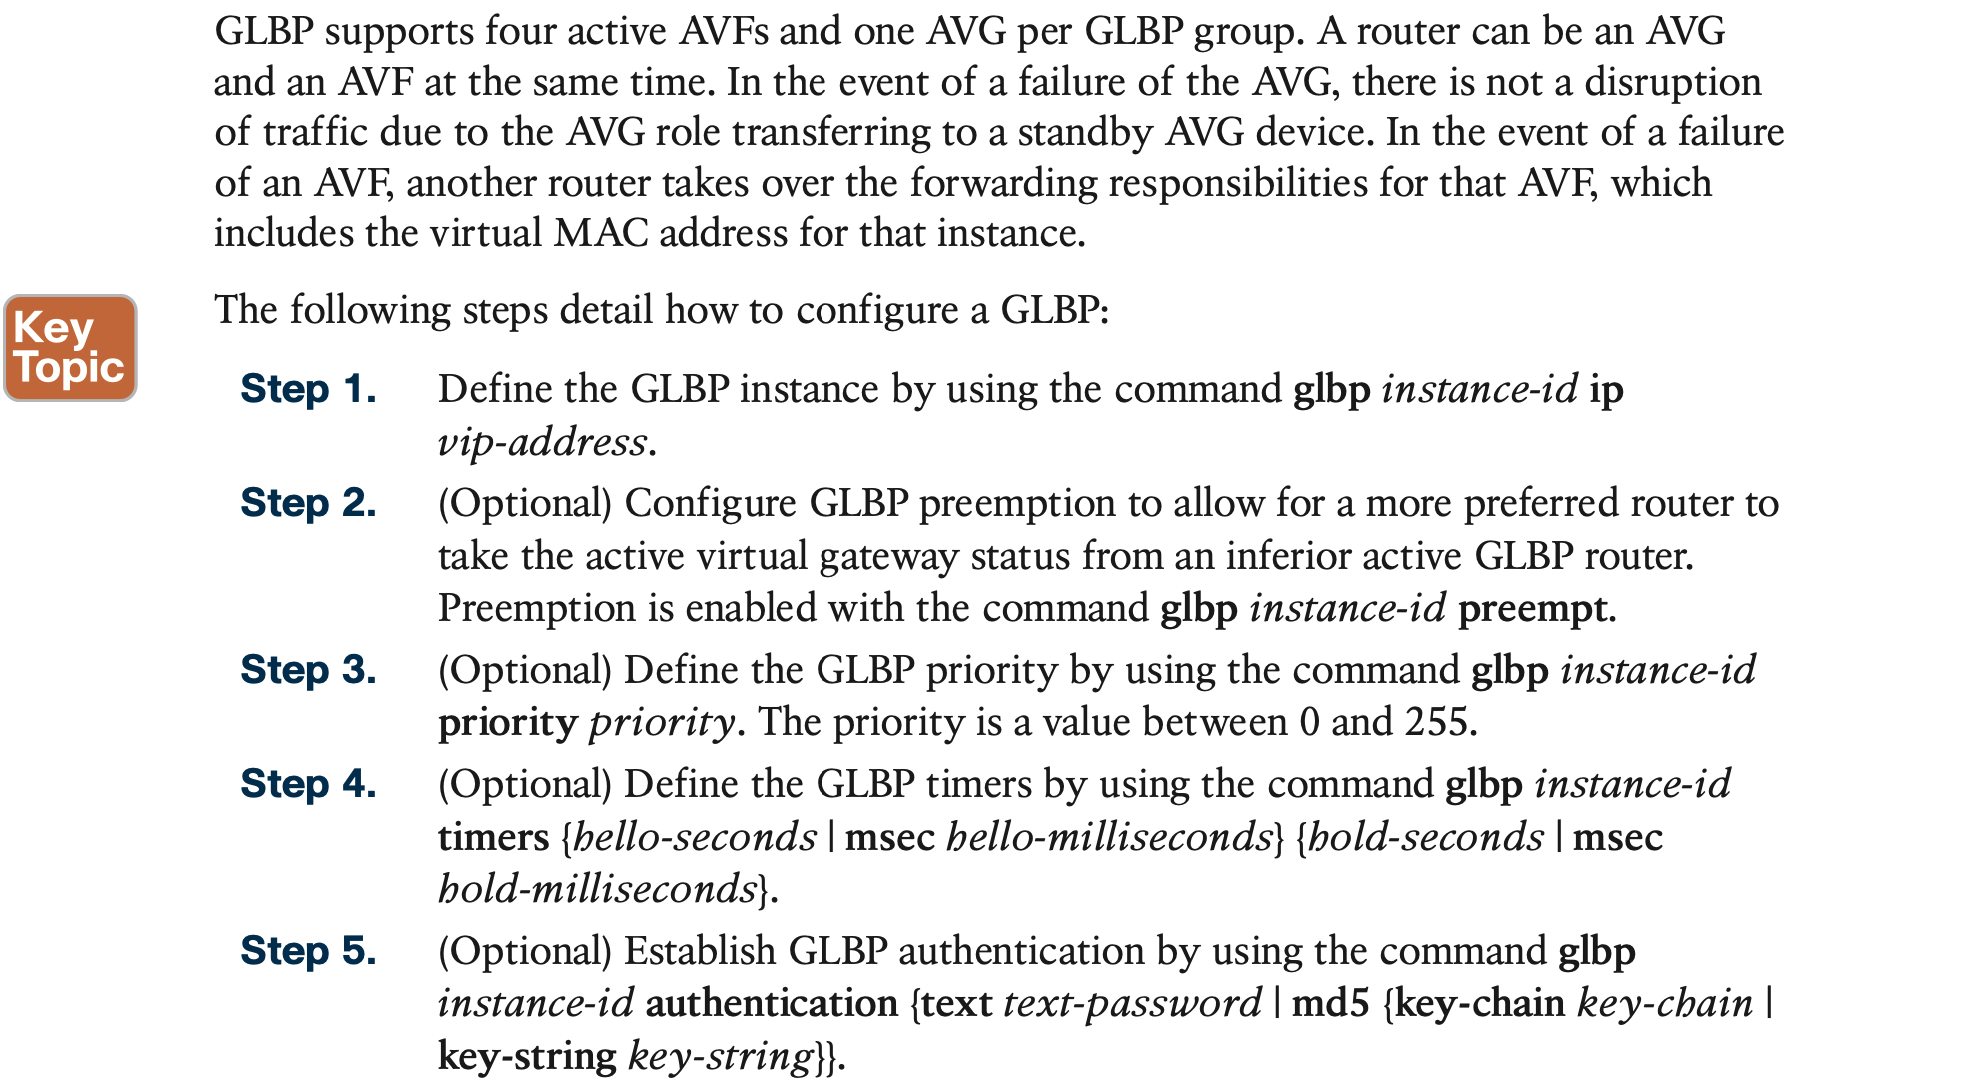 GLBP supports four active AVFs and one AVG per GLBP group. A router can be an AVG
and an AVF at the same time. In the event of a failure of the AVG, there is not a disruption
of traffic due to the AVG role transferring to a standby AVG device. In the event of a failure
of an AVF, another router takes over the forwarding responsibilities for that AVF, which
includes the virtual MAC address for that instance.
Key
Topic
The following steps detail how to configure a GLBP:
Step 1. Define the GLBP instance by using the command glbp instance-id ip
vip-address.
Step 2. (Optional) Configure GLBP preemption to allow for a more preferred router to
take the active virtual gateway status from an inferior active GLBP router.
Preemption is enabled with the command glbp instance-id preempt.
Step 3. (Optional) Define the GLBP priority by using the command glbp instance-id
priority priority. The priority is a value between 0 and 255.
Step 4. (Optional) Define the GLBP timers by using the command glbp instance-id
timers {hello-seconds | msec hello-milliseconds} {hold-seconds | msec
hold-milliseconds}.
Step 5. (Optional) Establish GLBP authentication by using the command glbp
instance-id authentication {text text-password | md5 {key-chain key-chain |
key-string key-string}}.